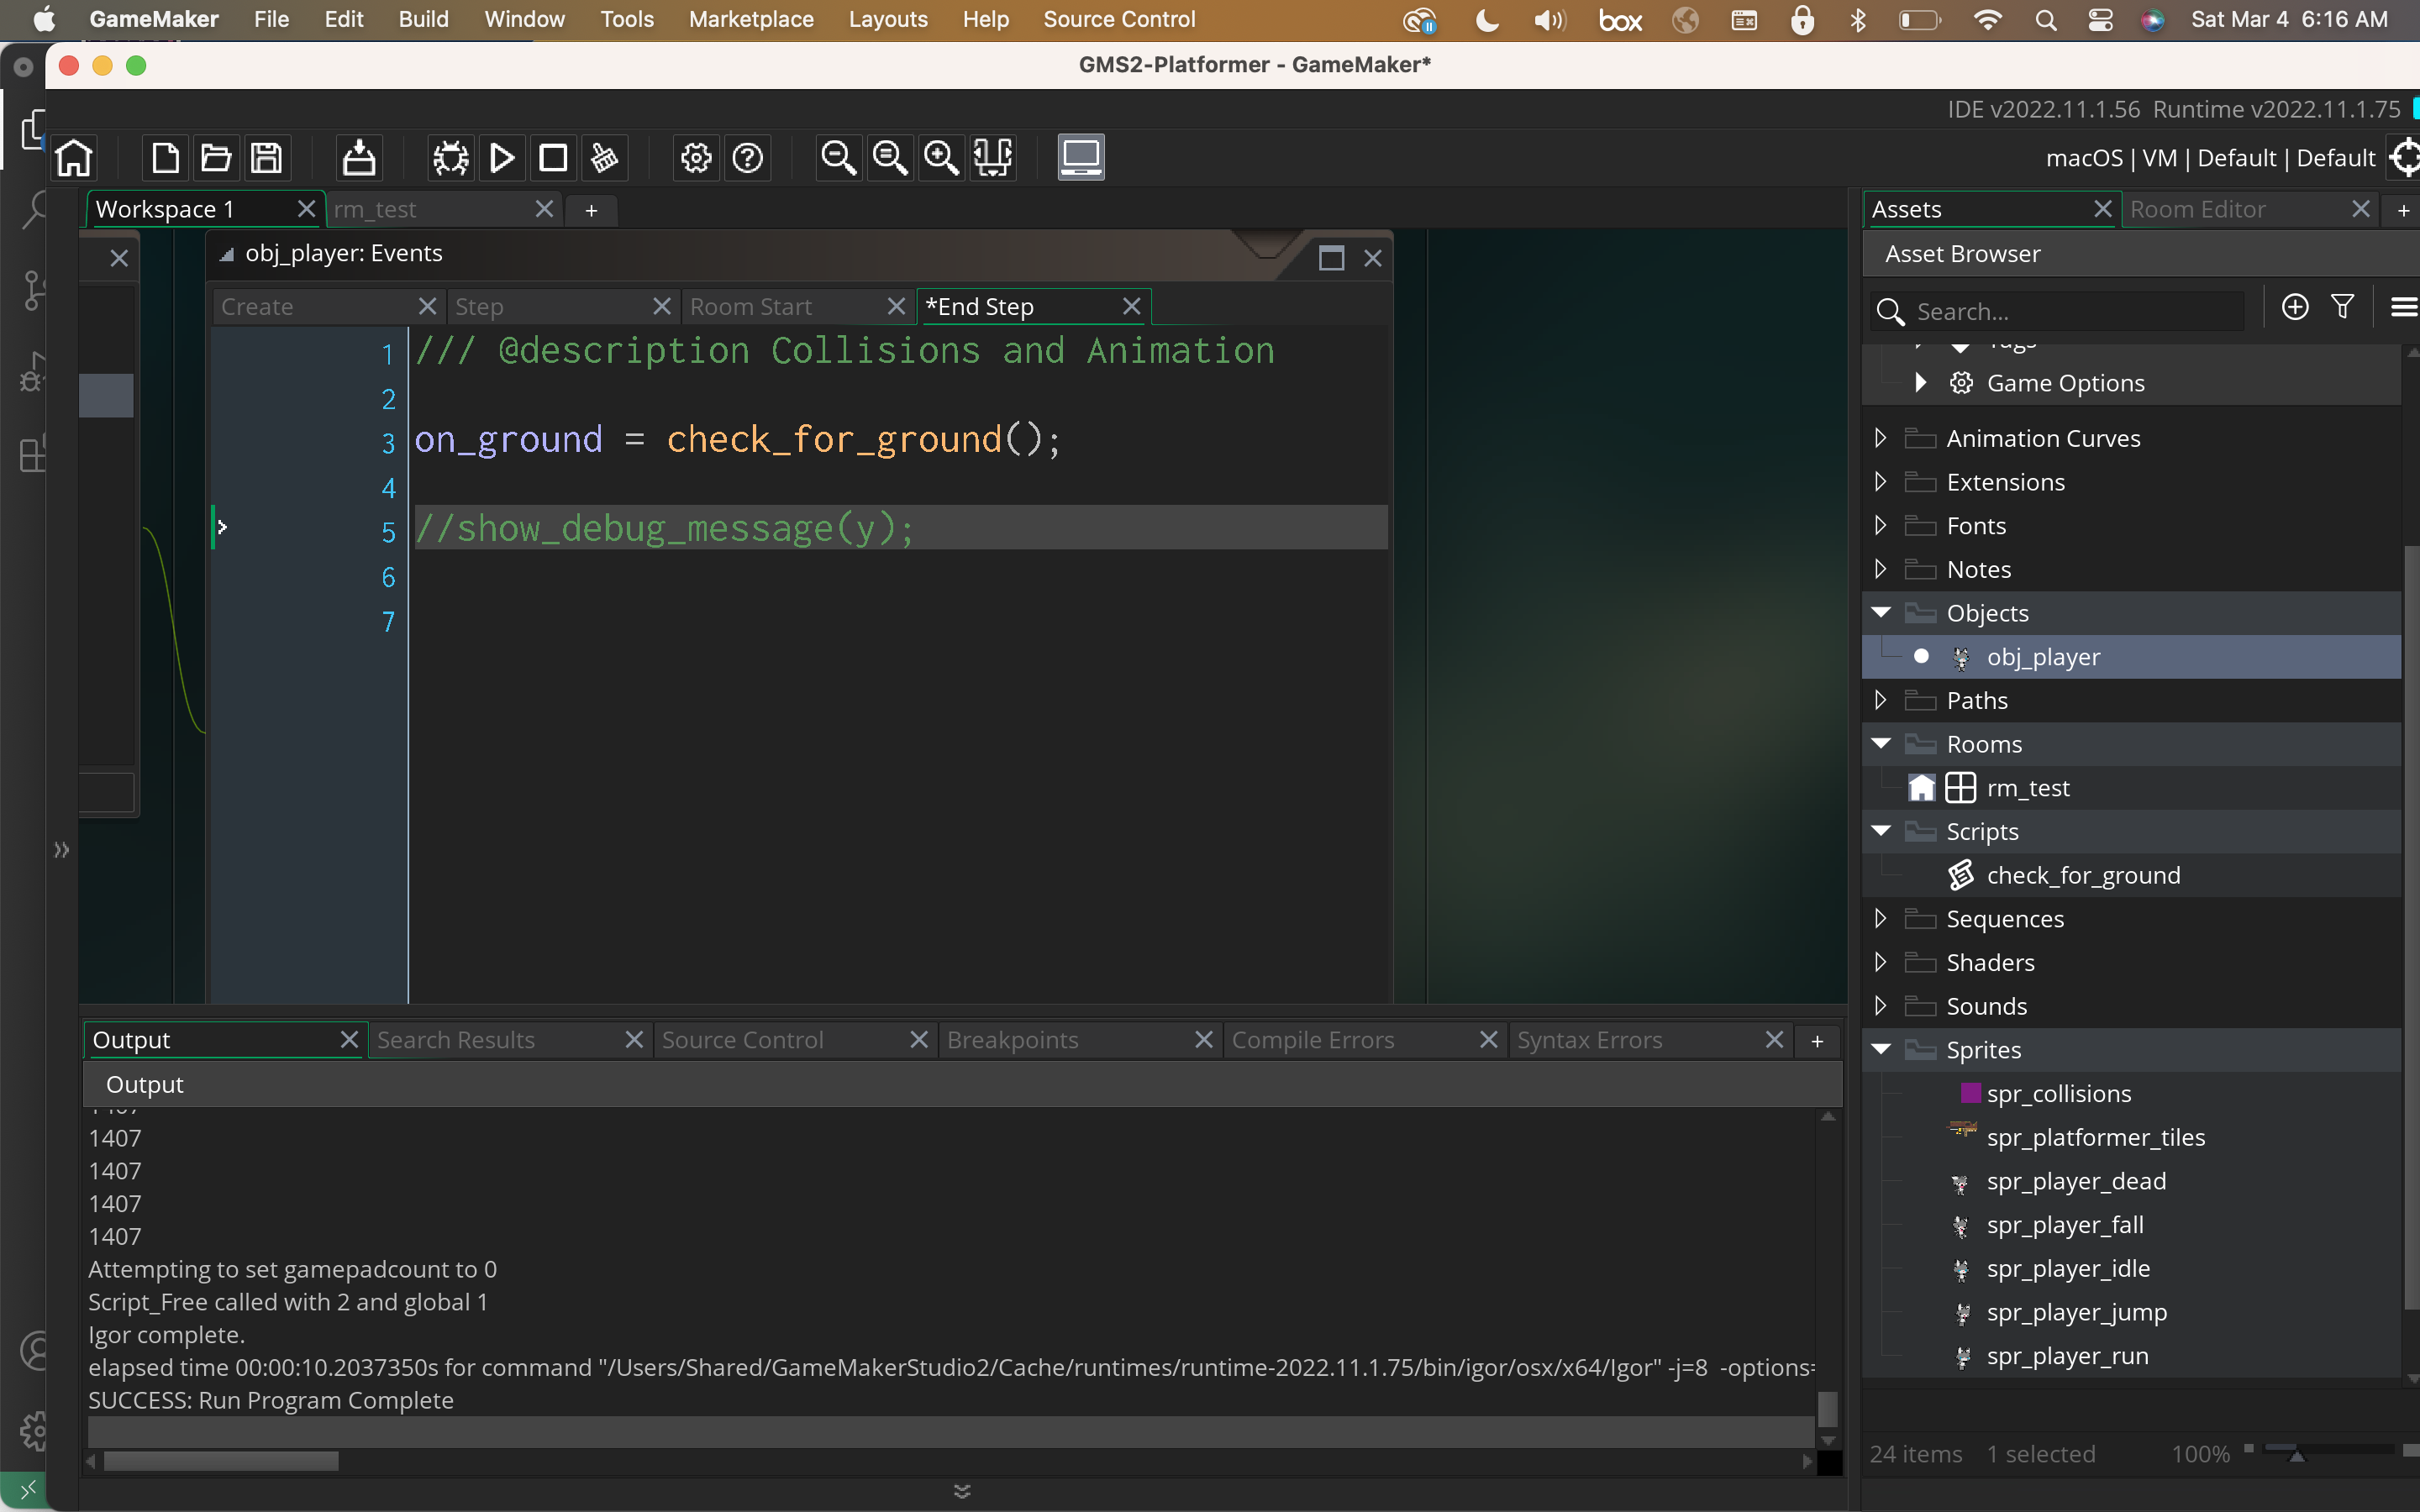 GameMaker File Edit Build Window Tools Marketplace Layouts Help Source Control box Sat Mar 4 6:16 AM
GMS2-Platformer - GameMaker*
IDE v2022.11.1.56 Runtime v2022.11.1.75
macOS | VM | Default | Default
Workspace 1 rm_test +
obj_player: Events
Create Step Room Start *End Step
1 /// @description Collisions and Animation
2
3 on_ground = check_for_ground();
4
5 //show_debug_message(y);
6
7
Output Search Results Source Control Breakpoints Compile Errors Syntax Errors +
Output
1407
1407
1407
1407
1407
Attempting to set gamepadcount to 0
Script_Free called with 2 and global 1
Igor complete.
elapsed time 00:00:10.2037350s for command "/Users/Shared/GameMakerStudio2/Cache/runtimes/runtime-2022.11.1.75/bin/igor/osx/x64/Igor" -j=8 -options=
SUCCESS: Run Program Complete
Assets Room Editor +
Asset Browser
Search...
Tags
Game Options
Animation Curves
Extensions
Fonts
Notes
Objects
obj_player
Paths
Rooms
rm_test
Scripts
check_for_ground
Sequences
Shaders
Sounds
Sprites
spr_collisions
spr_platformer_tiles
spr_player_dead
spr_player_fall
spr_player_idle
spr_player_jump
spr_player_run
24 items 1 selected 100%